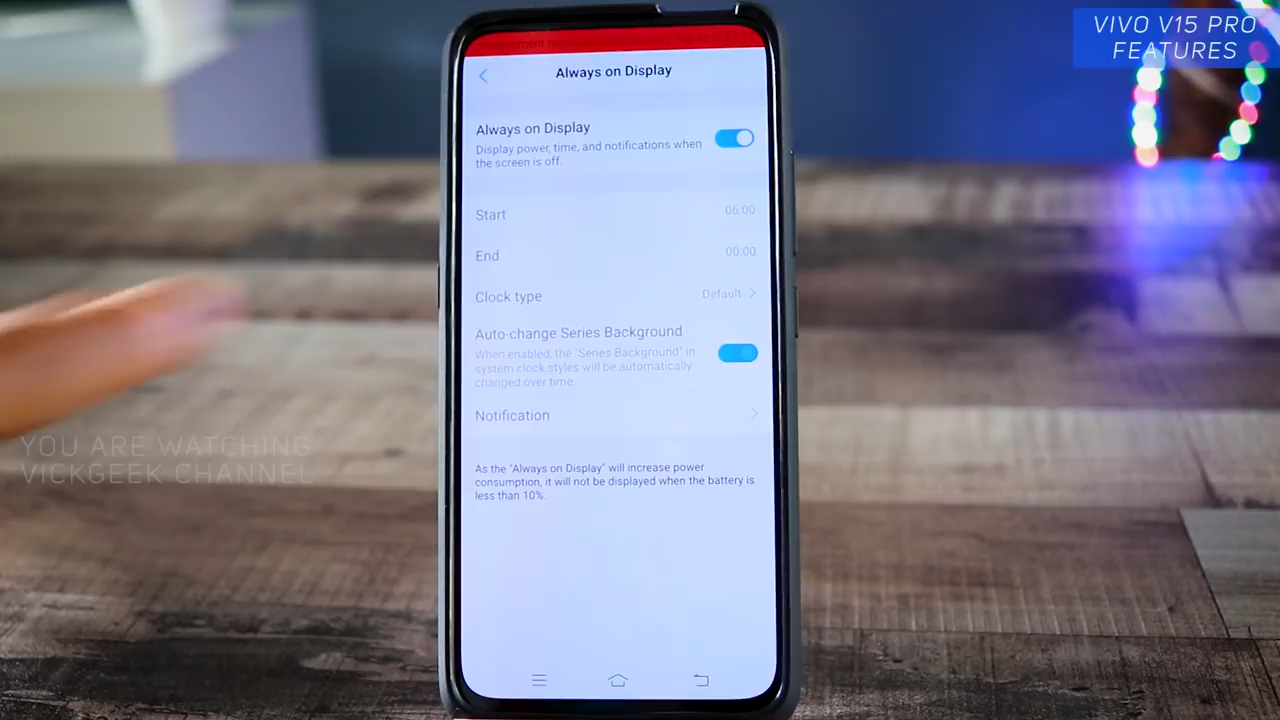 VIVO V15 PRO
FEATURES
Always on Display
Always on Display
Display power, time, and notifications when
the screen is off.
Start 06:00
End 00:00
Clock type Default
Auto-change Series Background
When enabled, the "Series Background" in
system clock styles will be automatically
changed over time.
Notification
As the "Always on Display" will increase power
consumption, it will not be displayed when the battery is
less than 10%.
YOU ARE WATCHING
VICKGEEK CHANNEL